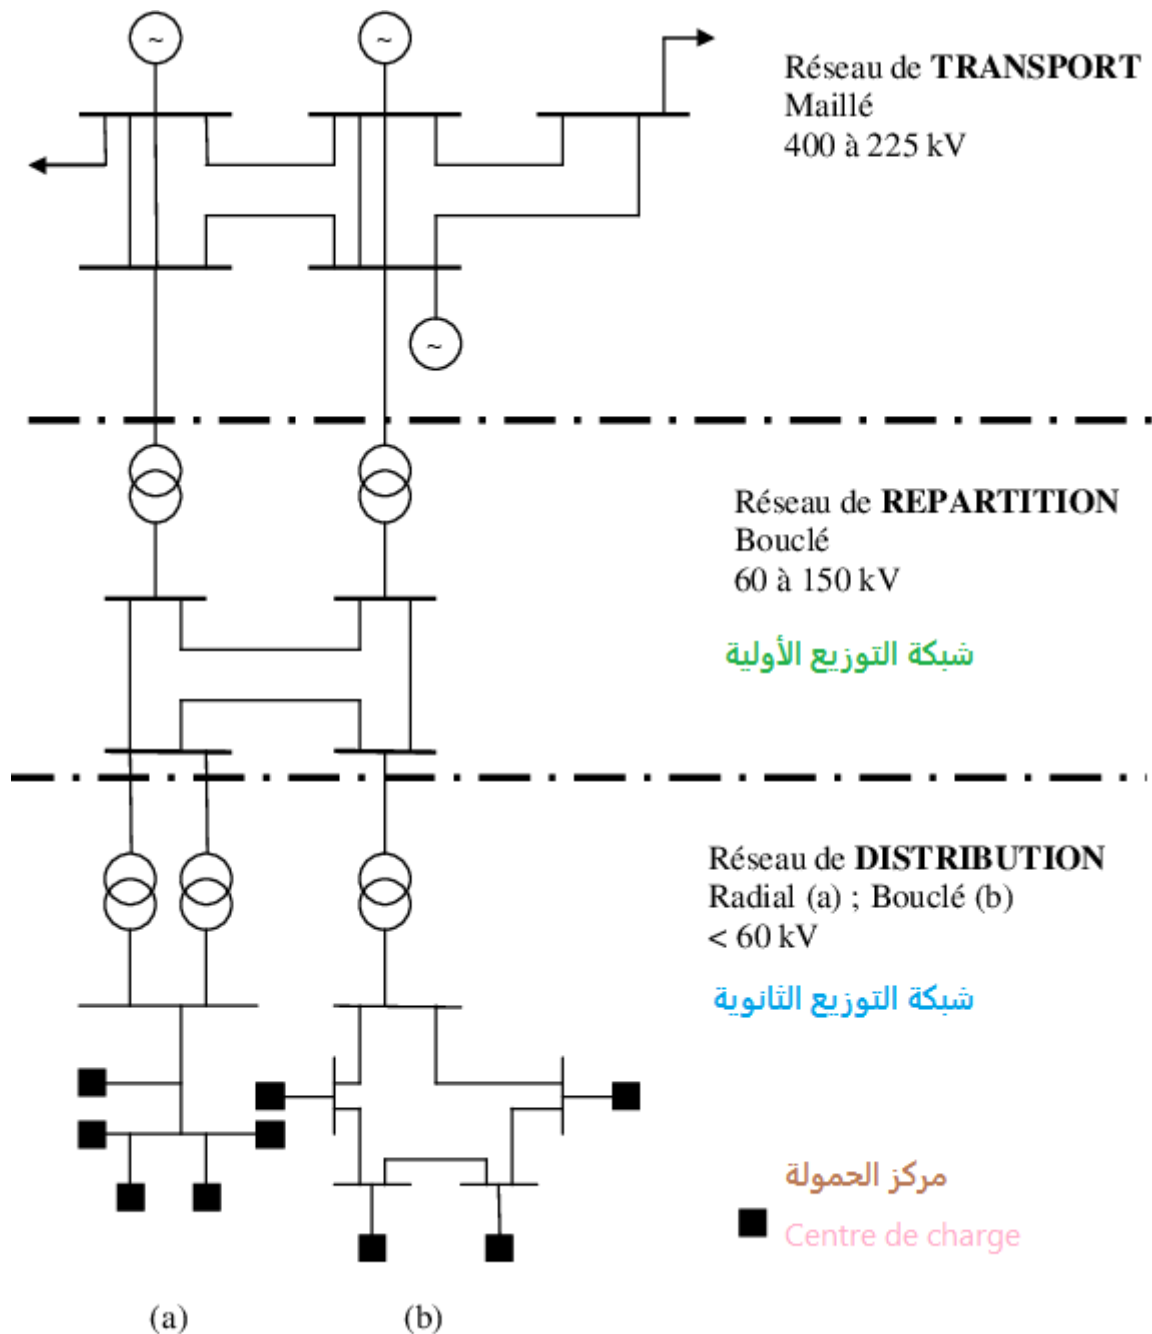 ~
~
Réseau de TRANSPORT
Maillé
400 à 225 kV
~
Réseau de REPARTITION
Bouclé
60 à 150 kV
شبكة التوزيع الأولية
Réseau de DISTRIBUTION
Radial (a) ; Bouclé (b)
< 60 kV
شبكة التوزيع الثانوية
مركز الحمولة
Centre de charge
(a)
(b)